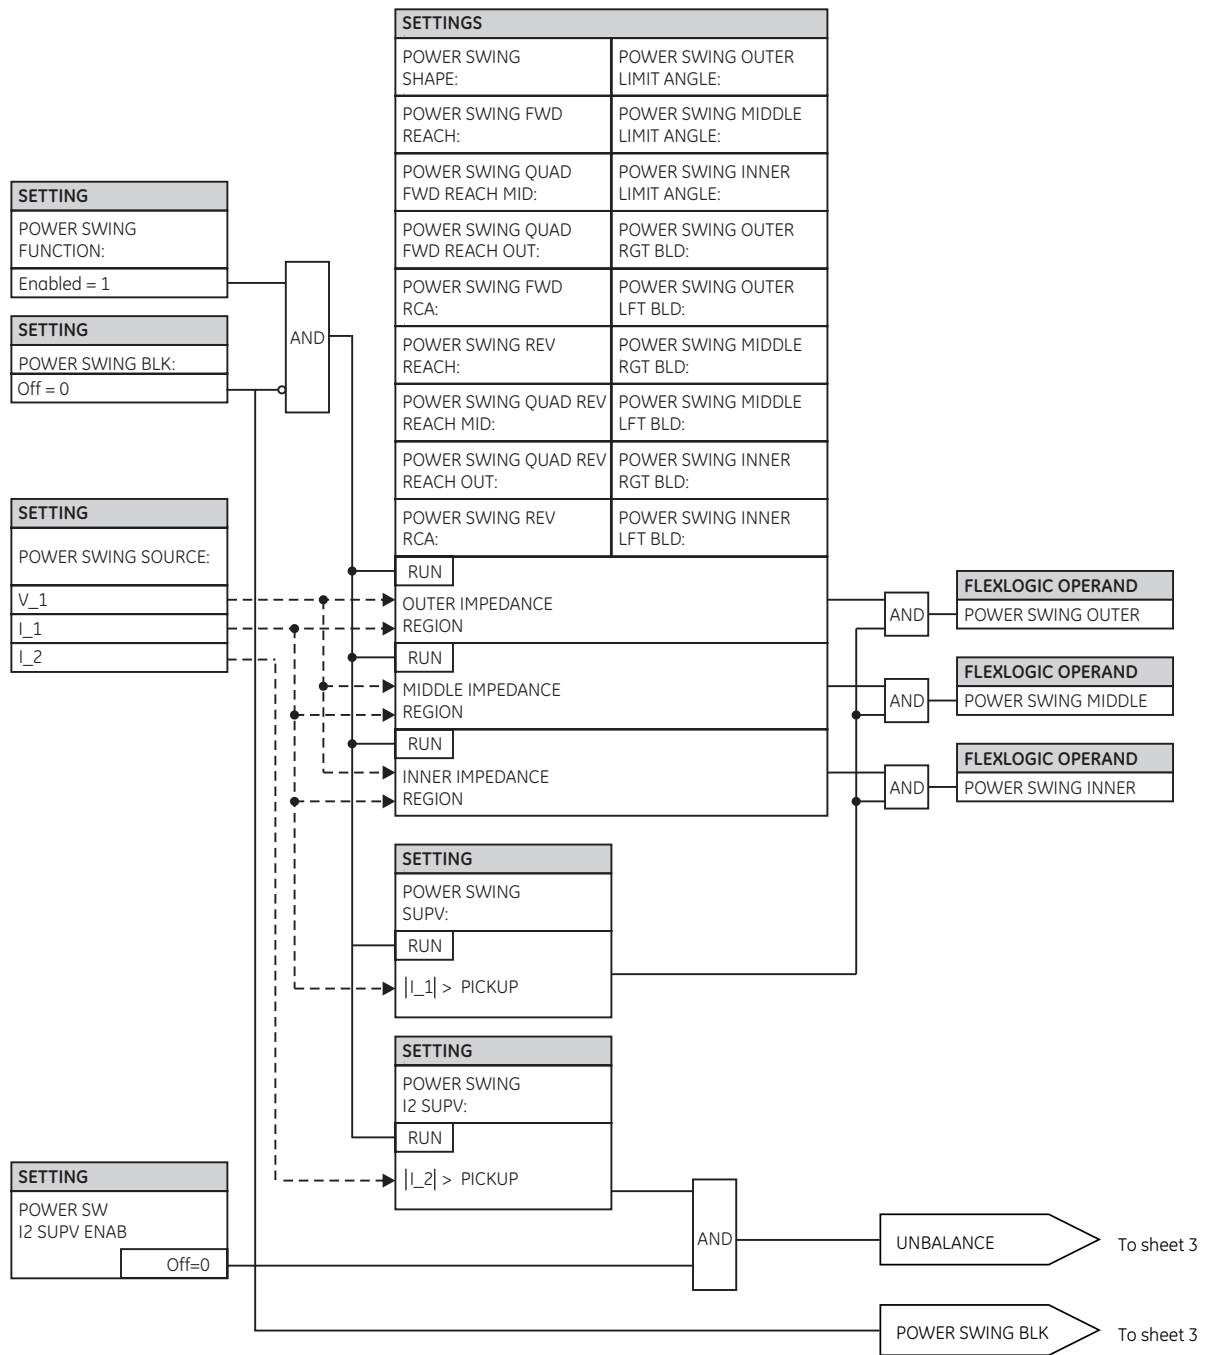 SETTINGS
POWER SWING
SHAPE:
POWER SWING OUTER
LIMIT ANGLE:
POWER SWING FWD
REACH:
POWER SWING MIDDLE
LIMIT ANGLE:
POWER SWING QUAD
FWD REACH MID:
POWER SWING INNER
LIMIT ANGLE:
POWER SWING QUAD
FWD REACH OUT:
POWER SWING OUTER
RGT BLD:
POWER SWING FWD
RCA:
POWER SWING OUTER
LFT BLD:
POWER SWING REV
REACH:
POWER SWING MIDDLE
RGT BLD:
POWER SWING QUAD REV
REACH MID:
POWER SWING MIDDLE
LFT BLD:
POWER SWING QUAD REV
REACH OUT:
POWER SWING INNER
RGT BLD:
POWER SWING REV
RCA:
POWER SWING INNER
LFT BLD:
RUN
OUTER IMPEDANCE
REGION
RUN
MIDDLE IMPEDANCE
REGION
RUN
INNER IMPEDANCE
REGION
SETTING
POWER SWING
FUNCTION:
Enabled = 1
SETTING
POWER SWING BLK:
Off = 0
AND
SETTING
POWER SWING SOURCE:
V_1
I_1
I_2
AND
FLEXLOGIC OPERAND
POWER SWING OUTER
AND
FLEXLOGIC OPERAND
POWER SWING MIDDLE
AND
FLEXLOGIC OPERAND
POWER SWING INNER
SETTING
POWER SWING
SUPV:
RUN
|I_1| > PICKUP
SETTING
POWER SWING
I2 SUPV:
RUN
|I_2| > PICKUP
SETTING
POWER SW
I2 SUPV ENAB
Off=0
AND
UNBALANCE
To sheet 3
POWER SWING BLK
To sheet 3